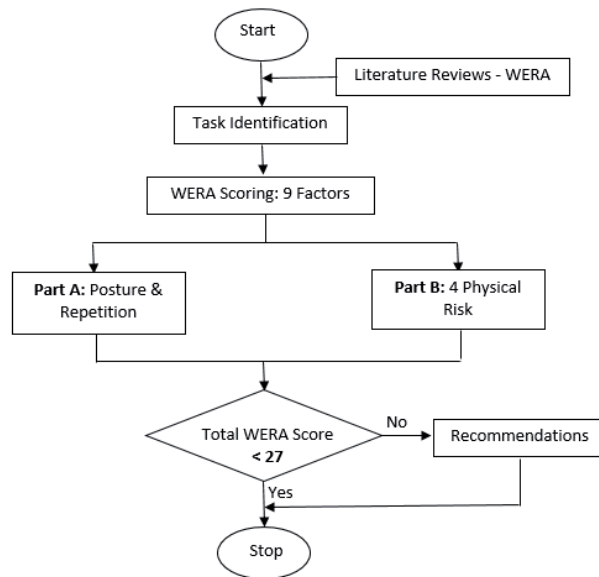 Start
Literature Reviews - WERA
Task Identification
WERA Scoring: 9 Factors
Part A: Posture &
Repetition
Part B: 4 Physical
Risk
Total WERA Score
< 27
No
Recommendations
Yes
Stop